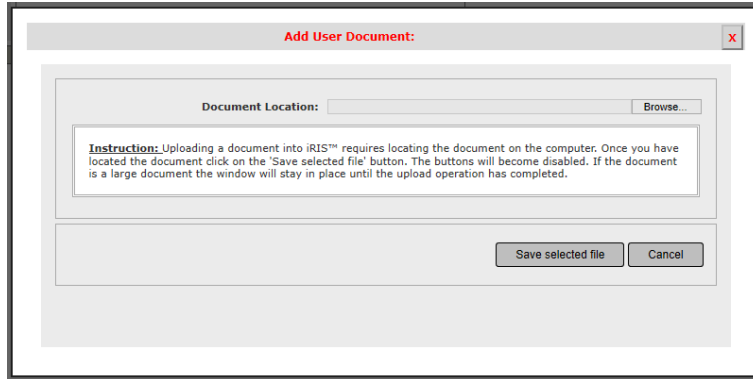 Add User Document:
x
Document Location:
Browse...
Instruction: Uploading a document into iRIS™ requires locating the document on the computer. Once you have
located the document click on the 'Save selected file' button. The buttons will become disabled. If the document
is a large document the window will stay in place until the upload operation has completed.
Save selected file
Cancel